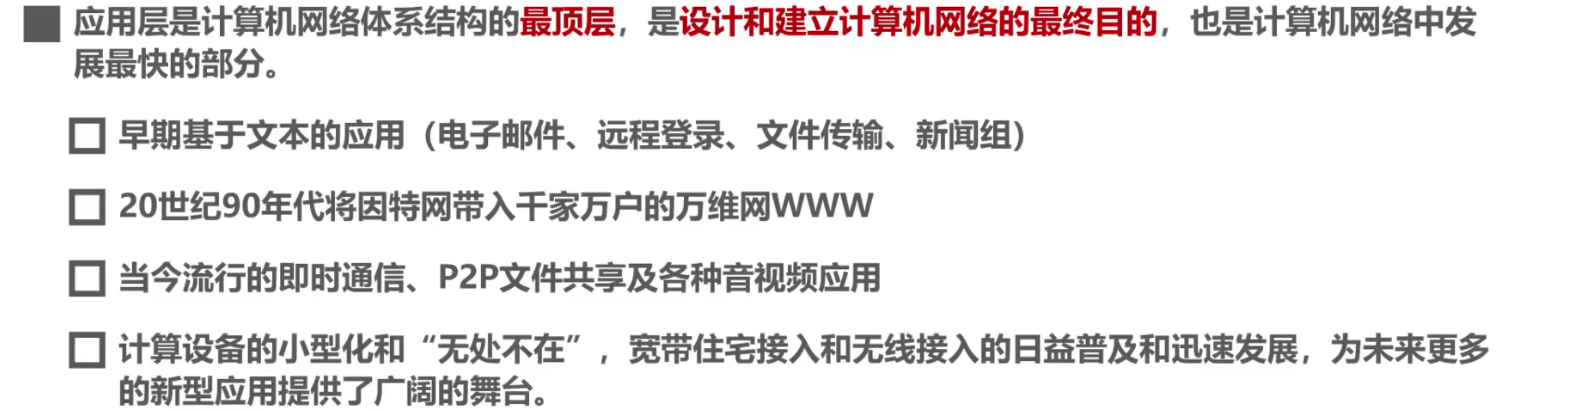 应用层是计算机网络体系结构的最顶层，是设计和建立计算机网络的最终目的，也是计算机网络中发
展最快的部分。
早期基于文本的应用（电子邮件、远程登录、文件传输、新闻组）
20世纪90年代将因特网带入千家万户的万维网WWW
当今流行的即时通信、P2P文件共享及各种音视频应用
计算设备的小型化和“无处不在”，宽带住宅接入和无线接入的日益普及和迅速发展，为未来更多
的新型应用提供了广阔的舞台。